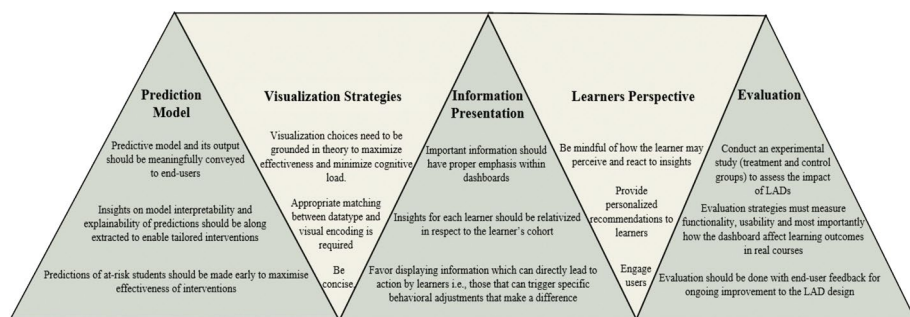 Prediction
Model
Predictive model and its output
should be meaningfully conveyed
to end-users
Insights on model interpretability and
explainability of predictions should be along
extracted to enable tailored interventions
Predictions of at-risk students should be made early to maximise
effectiveness of interventions
Visualization Strategies
Visualization choices need to be
grounded in theory to maximize
effectiveness and minimize cognitive
load.
Appropriate matching
between datatype and
visual encoding is
required
Be
concise
Information
Presentation
Important information should
have proper emphasis within
dashboards
Insights for each learner should be relativized
in respect to the learner's cohort
Favor displaying information which can directly lead to
action by learners i.e., those that can trigger specific
behavioral adjustments that make a difference
Learners Perspective
Be mindful of how the learner may
perceive and react to insights
Provide
personalized
recommendations to
learners
Engage
users
Evaluation
Conduct an experimental
study (treatment and control
groups) to assess the impact
of LADs
Evaluation strategies must measure
functionality, usability and most importantly
how the dashboard affect learning outcomes
in real courses
Evaluation should be done with end-user feedback for
ongoing improvement to the LAD design